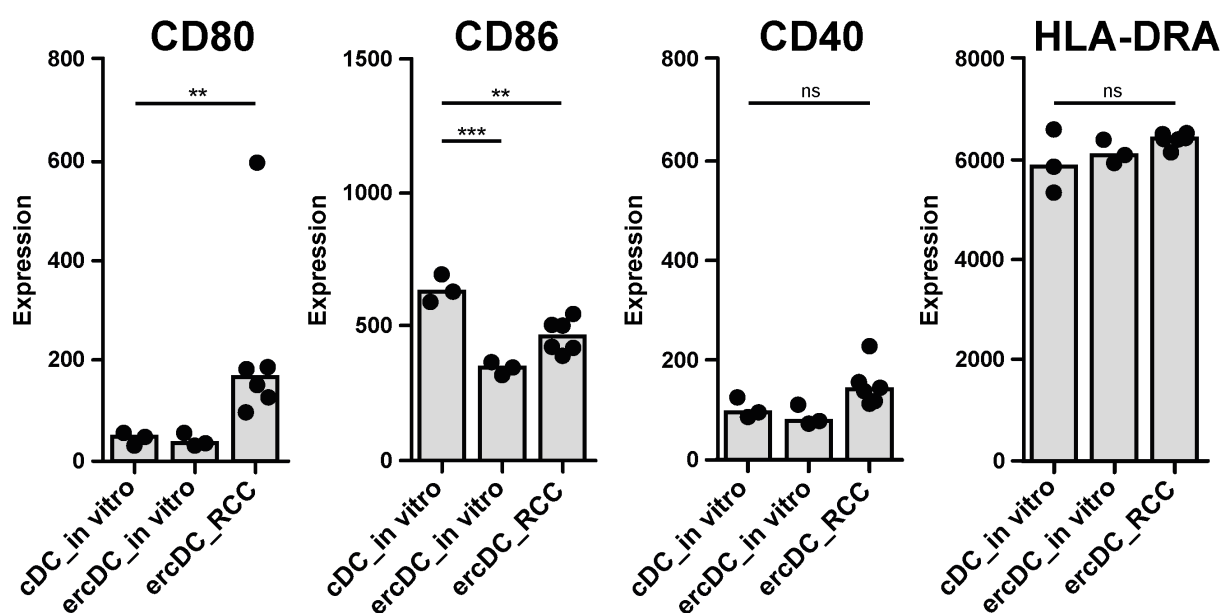 CD80
800
600
400
200
0
Expression
**
cDC_in vitro
ercDC_in vitro
ercDC_RCC
CD86
1500
1000
500
0
Expression
**
***
cDC_in vitro
ercDC_in vitro
ercDC_RCC
CD40
800
600
400
200
0
Expression
ns
cDC_in vitro
ercDC_in vitro
ercDC_RCC
HLA-DRA
8000
6000
4000
2000
0
Expression
ns
cDC_in vitro
ercDC_in vitro
ercDC_RCC